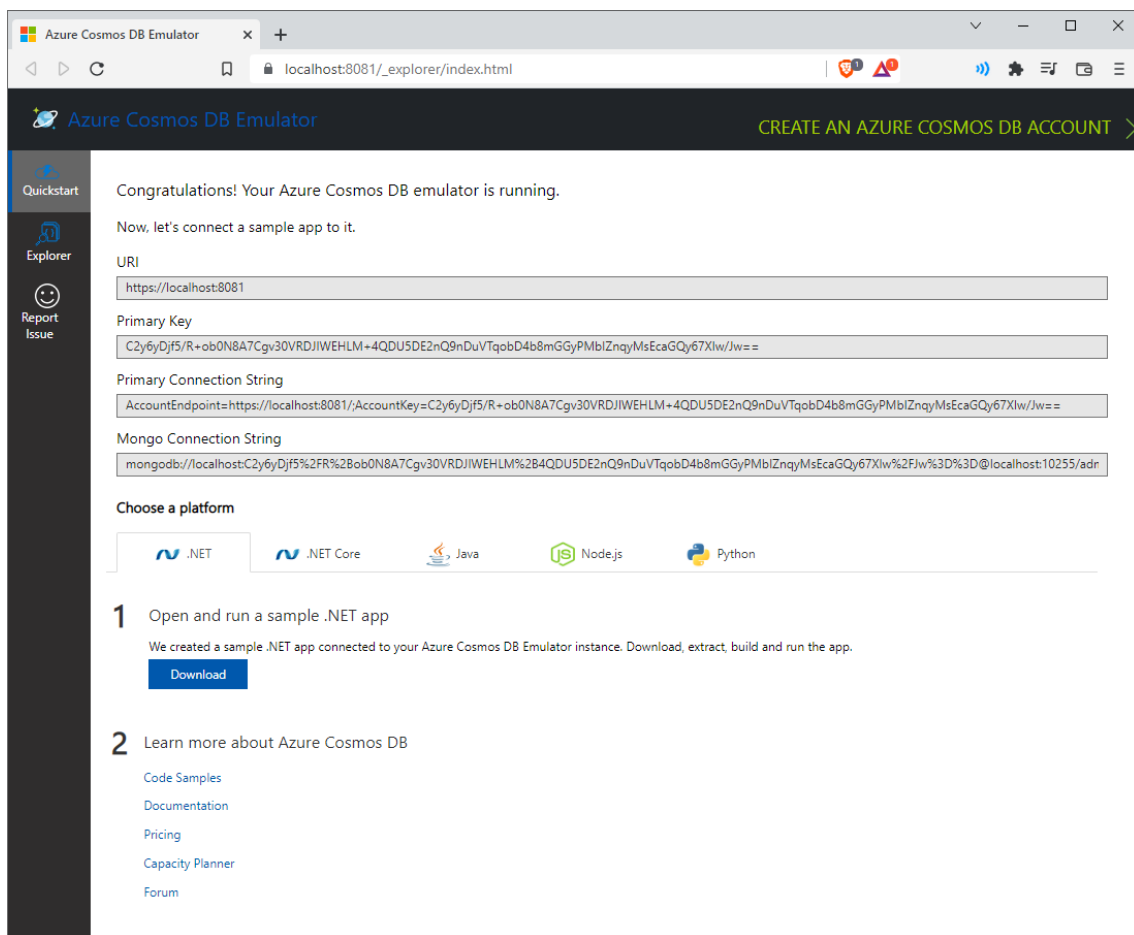 Azure Cosmos DB Emulator
localhost:8081/_explorer/index.html
1
1
Azure Cosmos DB Emulator
CREATE AN AZURE COSMOS DB ACCOUNT
Quickstart
Explorer
Report
Issue
Congratulations! Your Azure Cosmos DB emulator is running.
Now, let's connect a sample app to it.
URI
https://localhost:8081
Primary Key
C2y6yDjf5/R+ob0N8A7Cgv30VRDJIWEHLM+4QDU5DE2nQ9nDuVTqobD4b8mGGyPMbIZnqyMsEcaGQy67XIw/Jw==
Primary Connection String
AccountEndpoint=https://localhost:8081/;AccountKey=C2y6yDjf5/R+ob0N8A7Cgv30VRDJIWEHLM+4QDU5DE2nQ9nDuVTqobD4b8mGGyPMbIZnqyMsEcaGQy67XIw/Jw==
Mongo Connection String
mongodb://localhost:C2y6yDjf5%2FR%2Bob0N8A7Cgv30VRDJIWEHLM%2B4QDU5DE2nQ9nDuVTqobD4b8mGGyPMbIZnqyMsEcaGQy67XIw%2FJw%3D%3D@localhost:10255/adm
Choose a platform
.NET
.NET Core
Java
Node.js
Python
1 Open and run a sample .NET app
We created a sample .NET app connected to your Azure Cosmos DB Emulator instance. Download, extract, build and run the app.
Download
2 Learn more about Azure Cosmos DB
Code Samples
Documentation
Pricing
Capacity Planner
Forum